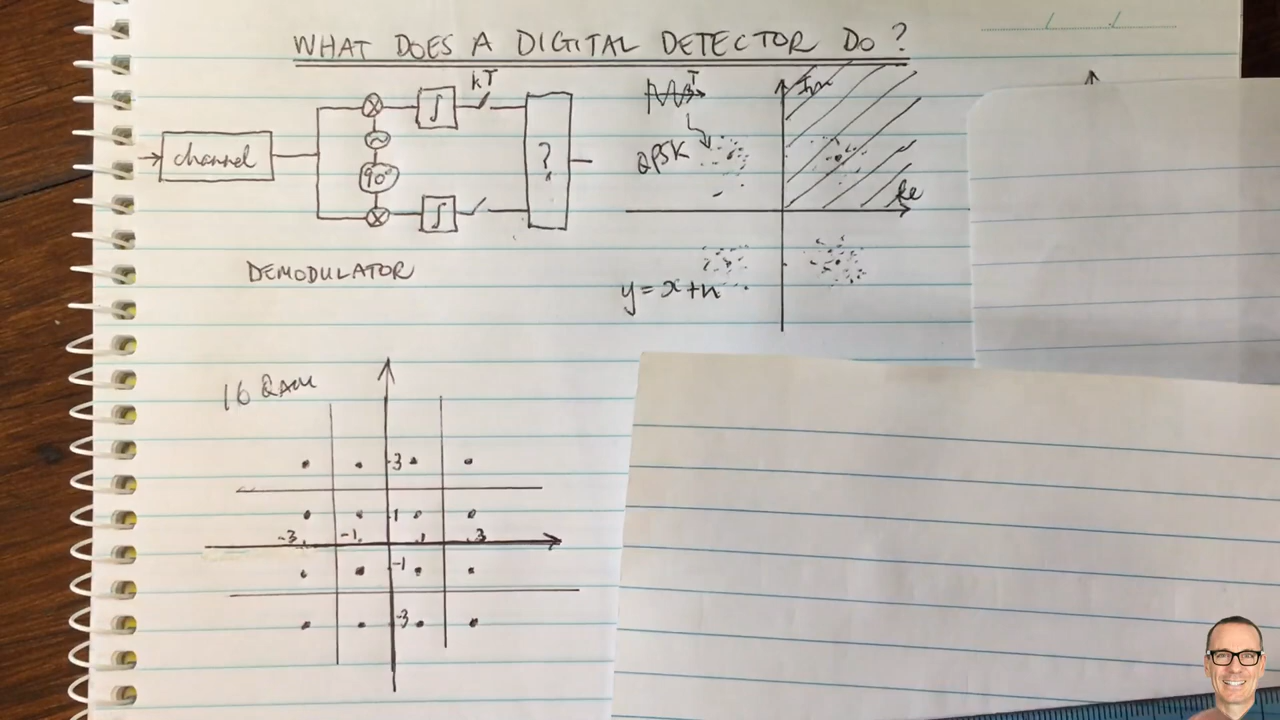 WHAT DOES A DIGITAL DETECTOR DO?
channel
∫
kT
90°
∫
?
DEMODULATOR
T
QPSK
Im
Re
y = x + n
16 QAM
3
1
-3 -1 1 3
-1
-3